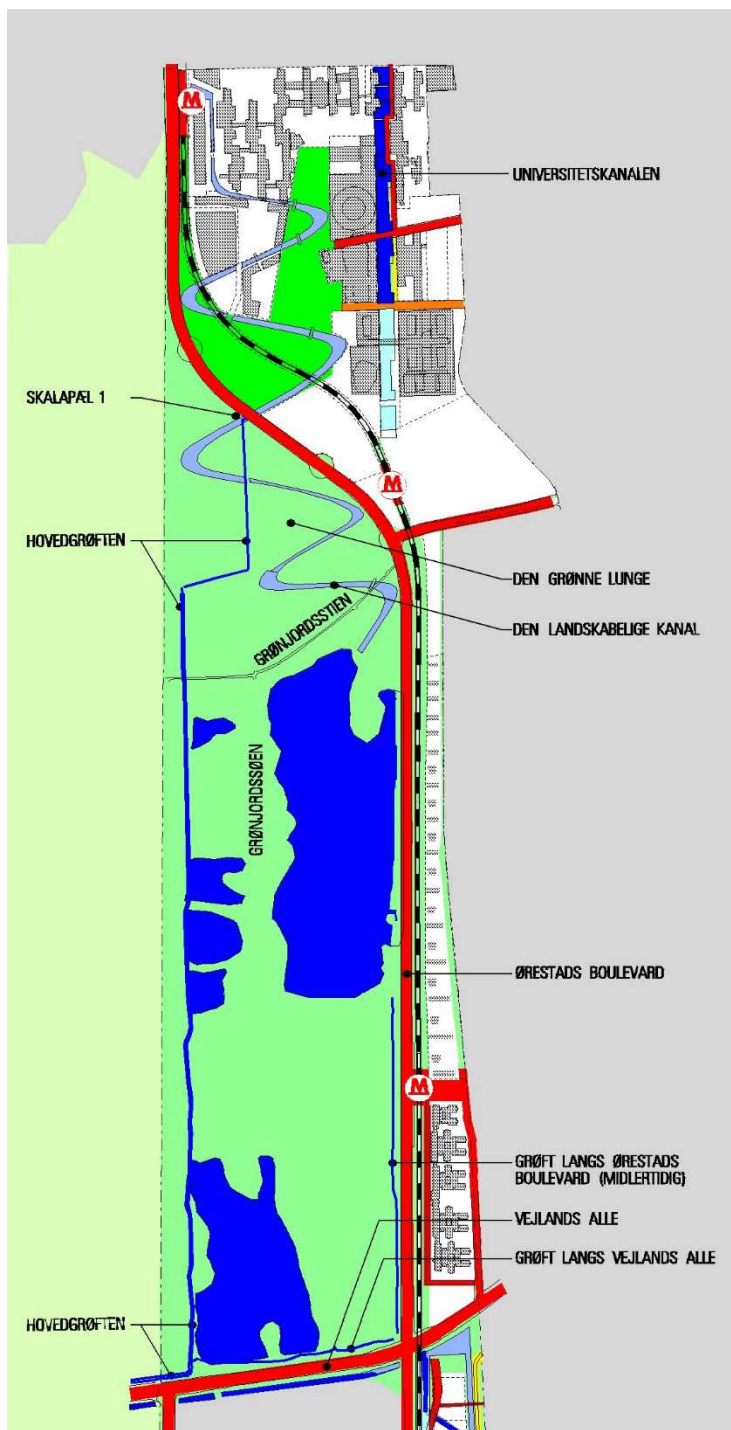 M
UNIVERSITETSKANALEN
SKALAPÆL 1
M
HOVEDGRØFTEN
DEN GRØNNE LUNGE
DEN LANDSKABELIGE KANAL
GRØNJORDSSTIEN
GRØNJORDSSØEN
ØRESTADS BOULEVARD
M
GRØFT LANGS ØRESTADS
BOULEVARD (MIDLERTIDIG)
VEJLANDS ALLE
GRØFT LANGS VEJLANDS ALLE
HOVEDGRØFTEN